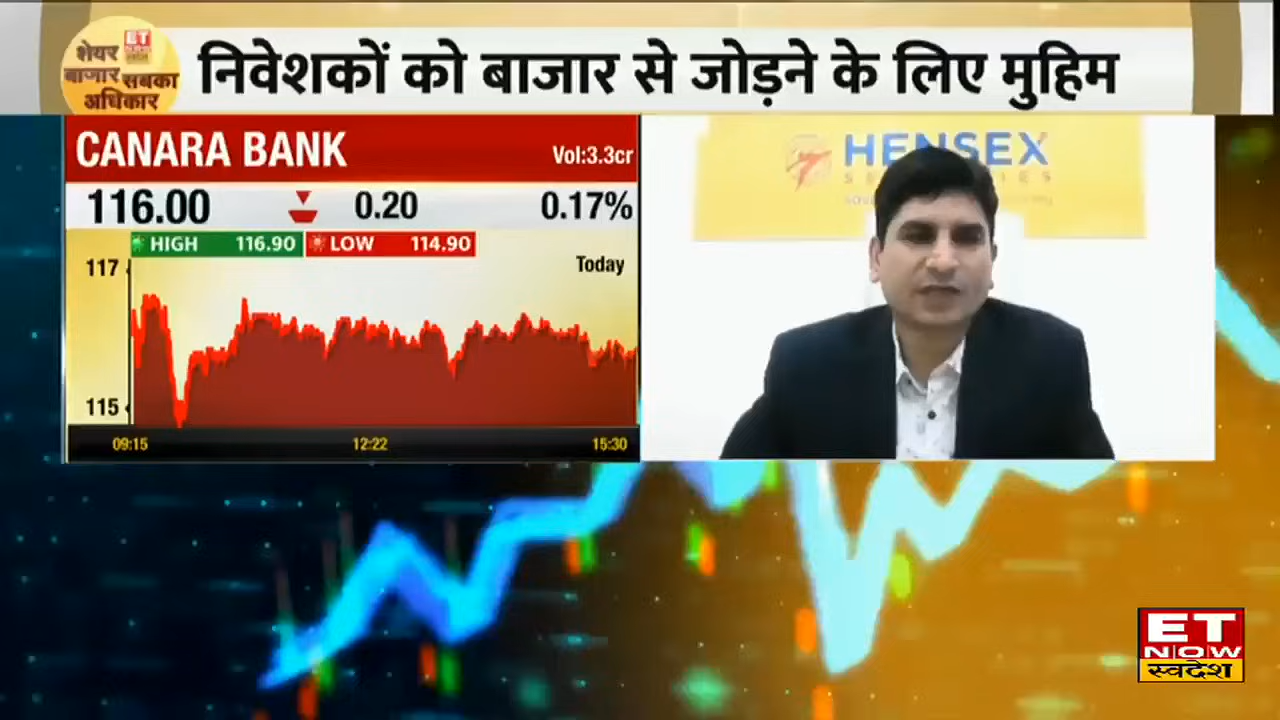 शेयर
बाजार सबका
अधिकार
ET
NOW
निवेशकों को बाजार से जोड़ने के लिए मुहिम
CANARA BANK
Vol:3.3cr
116.00 0.20 0.17%
HIGH 116.90 LOW 114.90
Today
117
115
09:15 12:22 15:30
HENSEX
ET
NOW
स्वदेश